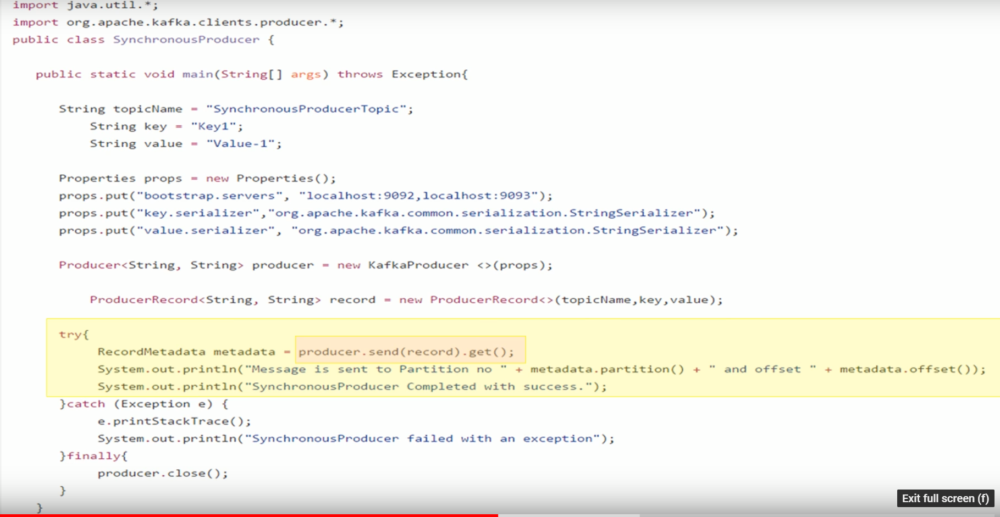 import java.util.*;
import org.apache.kafka.clients.producer.*;
public class SynchronousProducer {
public static void main(String[] args) throws Exception{
String topicName = "SynchronousProducerTopic";
String key = "Key1";
String value = "Value-1";
Properties props = new Properties();
props.put("bootstrap.servers", "localhost:9092,localhost:9093");
props.put("key.serializer","org.apache.kafka.common.serialization.StringSerializer");
props.put("value.serializer", "org.apache.kafka.common.serialization.StringSerializer");
Producer<String, String> producer = new KafkaProducer <>(props);
ProducerRecord<String, String> record = new ProducerRecord<>(topicName,key,value);
try{
RecordMetadata metadata = producer.send(record).get();
System.out.println("Message is sent to Partition no " + metadata.partition() + " and offset " + metadata.offset());
System.out.println("SynchronousProducer Completed with success.");
}catch (Exception e) {
e.printStackTrace();
System.out.println("SynchronousProducer failed with an exception");
}finally{
producer.close();
}
}
Exit full screen (f)